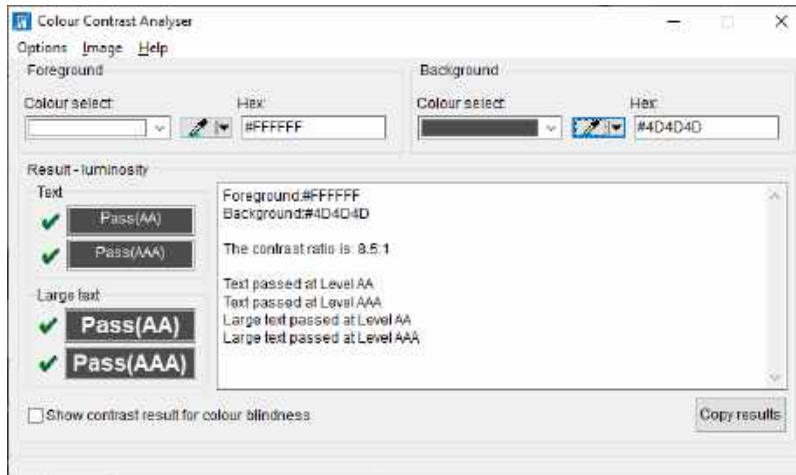 Colour Contrast Analyser
Options Image Help
Foreground
Colour select:
Hex:
#FFFFFF
Background
Colour select:
Hex:
#4D4D4D
Result - luminosity
Text
Pass(AA)
Pass(AAA)
Large text
Pass(AA)
Pass(AAA)
Foreground:#FFFFFF
Background:#4D4D4D
The contrast ratio is: 8.5:1
Text passed at Level AA
Text passed at Level AAA
Large text passed at Level AA
Large text passed at Level AAA
Show contrast result for colour blindness
Copy results